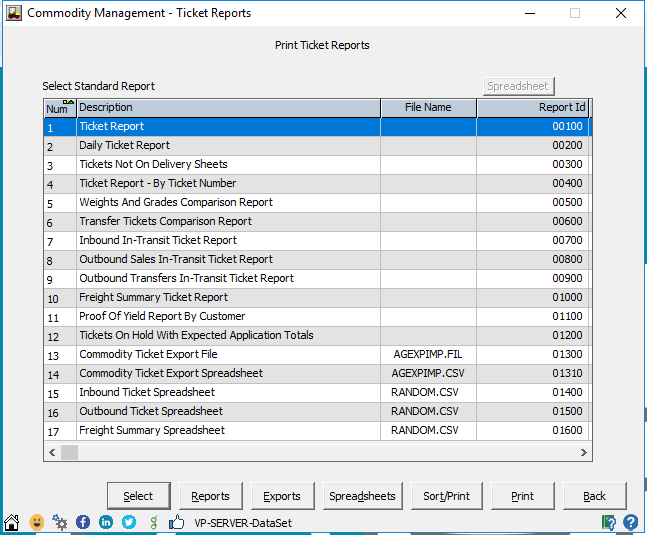 Commodity Management - Ticket Reports
Print Ticket Reports
Select Standard Report Spreadsheet
Num Description File Name Report Id
1 Ticket Report 00100
2 Daily Ticket Report 00200
3 Tickets Not On Delivery Sheets 00300
4 Ticket Report - By Ticket Number 00400
5 Weights And Grades Comparison Report 00500
6 Transfer Tickets Comparison Report 00600
7 Inbound In-Transit Ticket Report 00700
8 Outbound Sales In-Transit Ticket Report 00800
9 Outbound Transfers In-Transit Ticket Report 00900
10 Freight Summary Ticket Report 01000
11 Proof Of Yield Report By Customer 01100
12 Tickets On Hold With Expected Application Totals 01200
13 Commodity Ticket Export File AGEXPIMP.FIL 01300
14 Commodity Ticket Export Spreadsheet AGEXPIMP.CSV 01310
15 Inbound Ticket Spreadsheet RANDOM.CSV 01400
16 Outbound Ticket Spreadsheet RANDOM.CSV 01500
17 Freight Summary Spreadsheet RANDOM.CSV 01600
Select Reports Exports Spreadsheets Sort/Print Print Back
VP-SERVER-DataSet